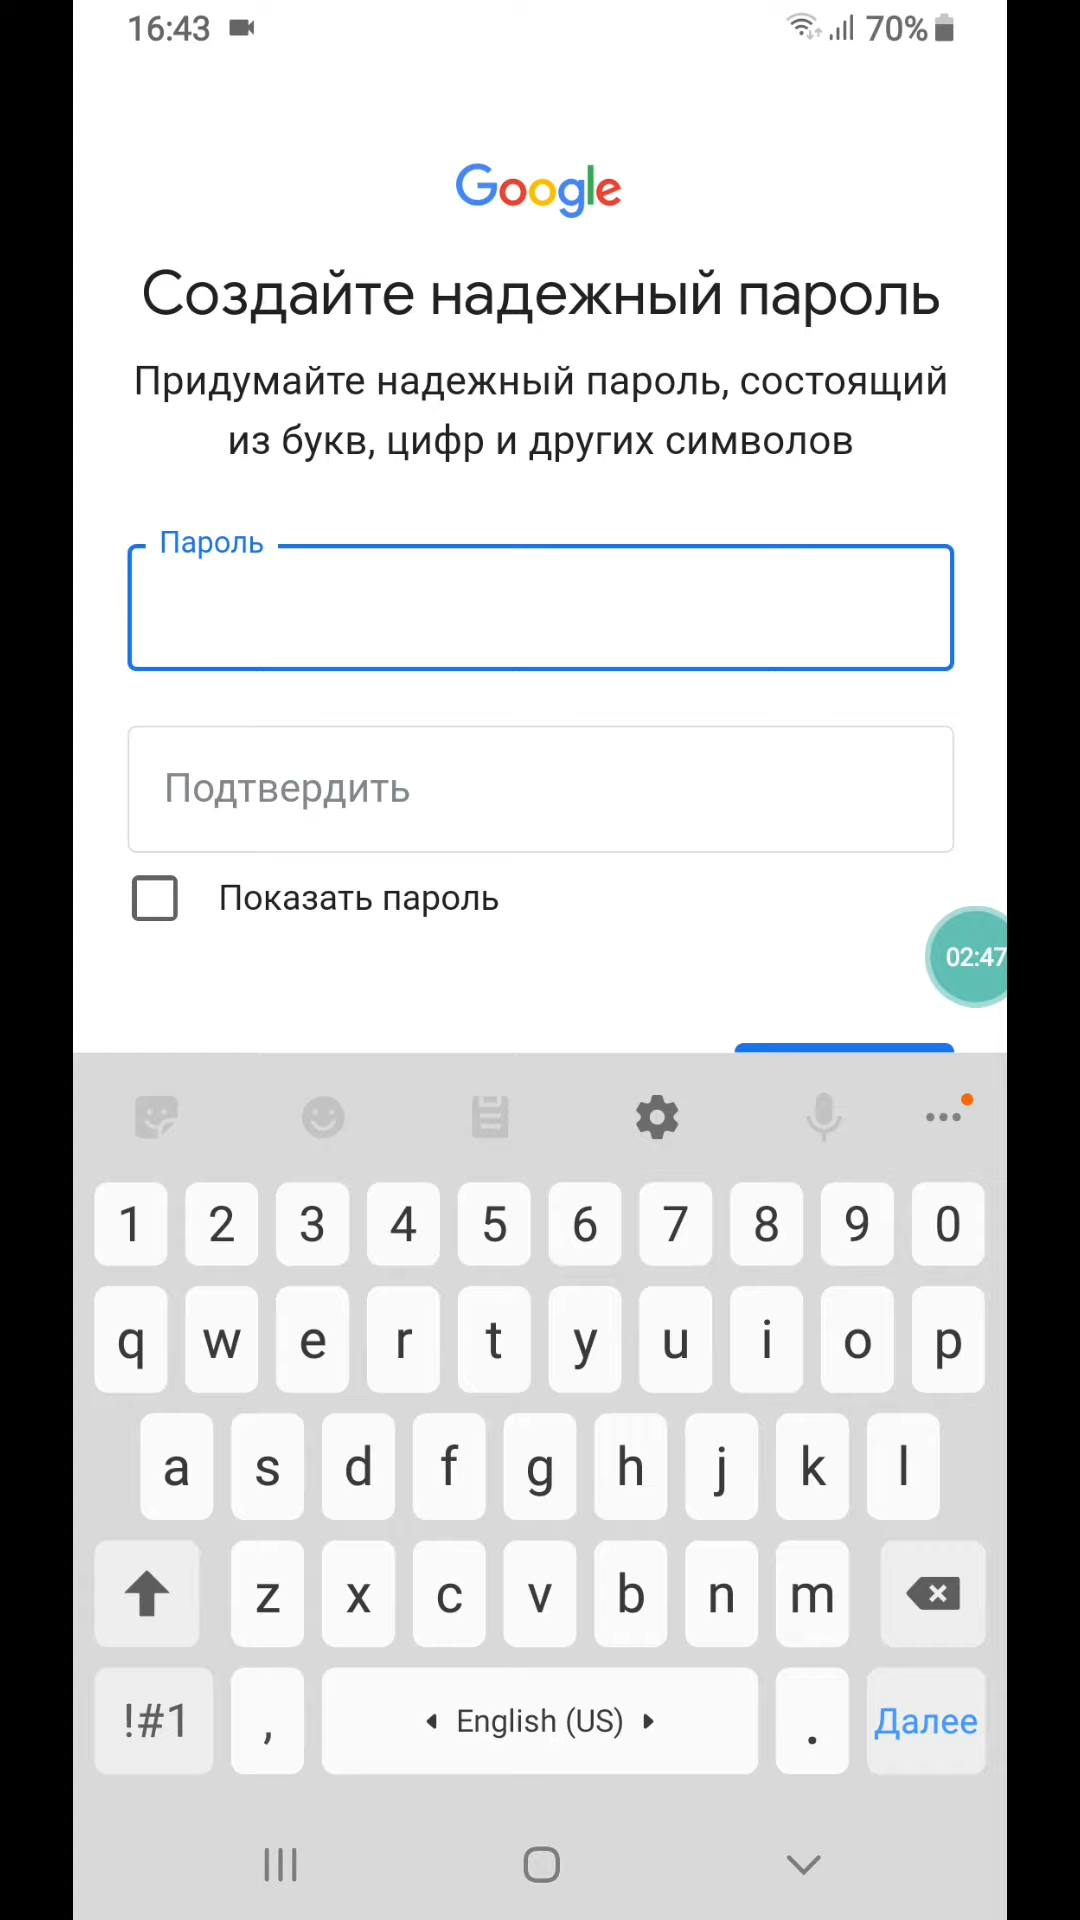 16:43 70%
Google
Создайте надежный пароль
Придумайте надежный пароль, состоящий
из букв, цифр и других символов
Пароль
Подтвердить
Показать пароль
02:47
1 2 3 4 5 6 7 8 9 0
q w e r t y u i o p
a s d f g h j k l
z x c v b n m
!#1 , English (US) . Далее